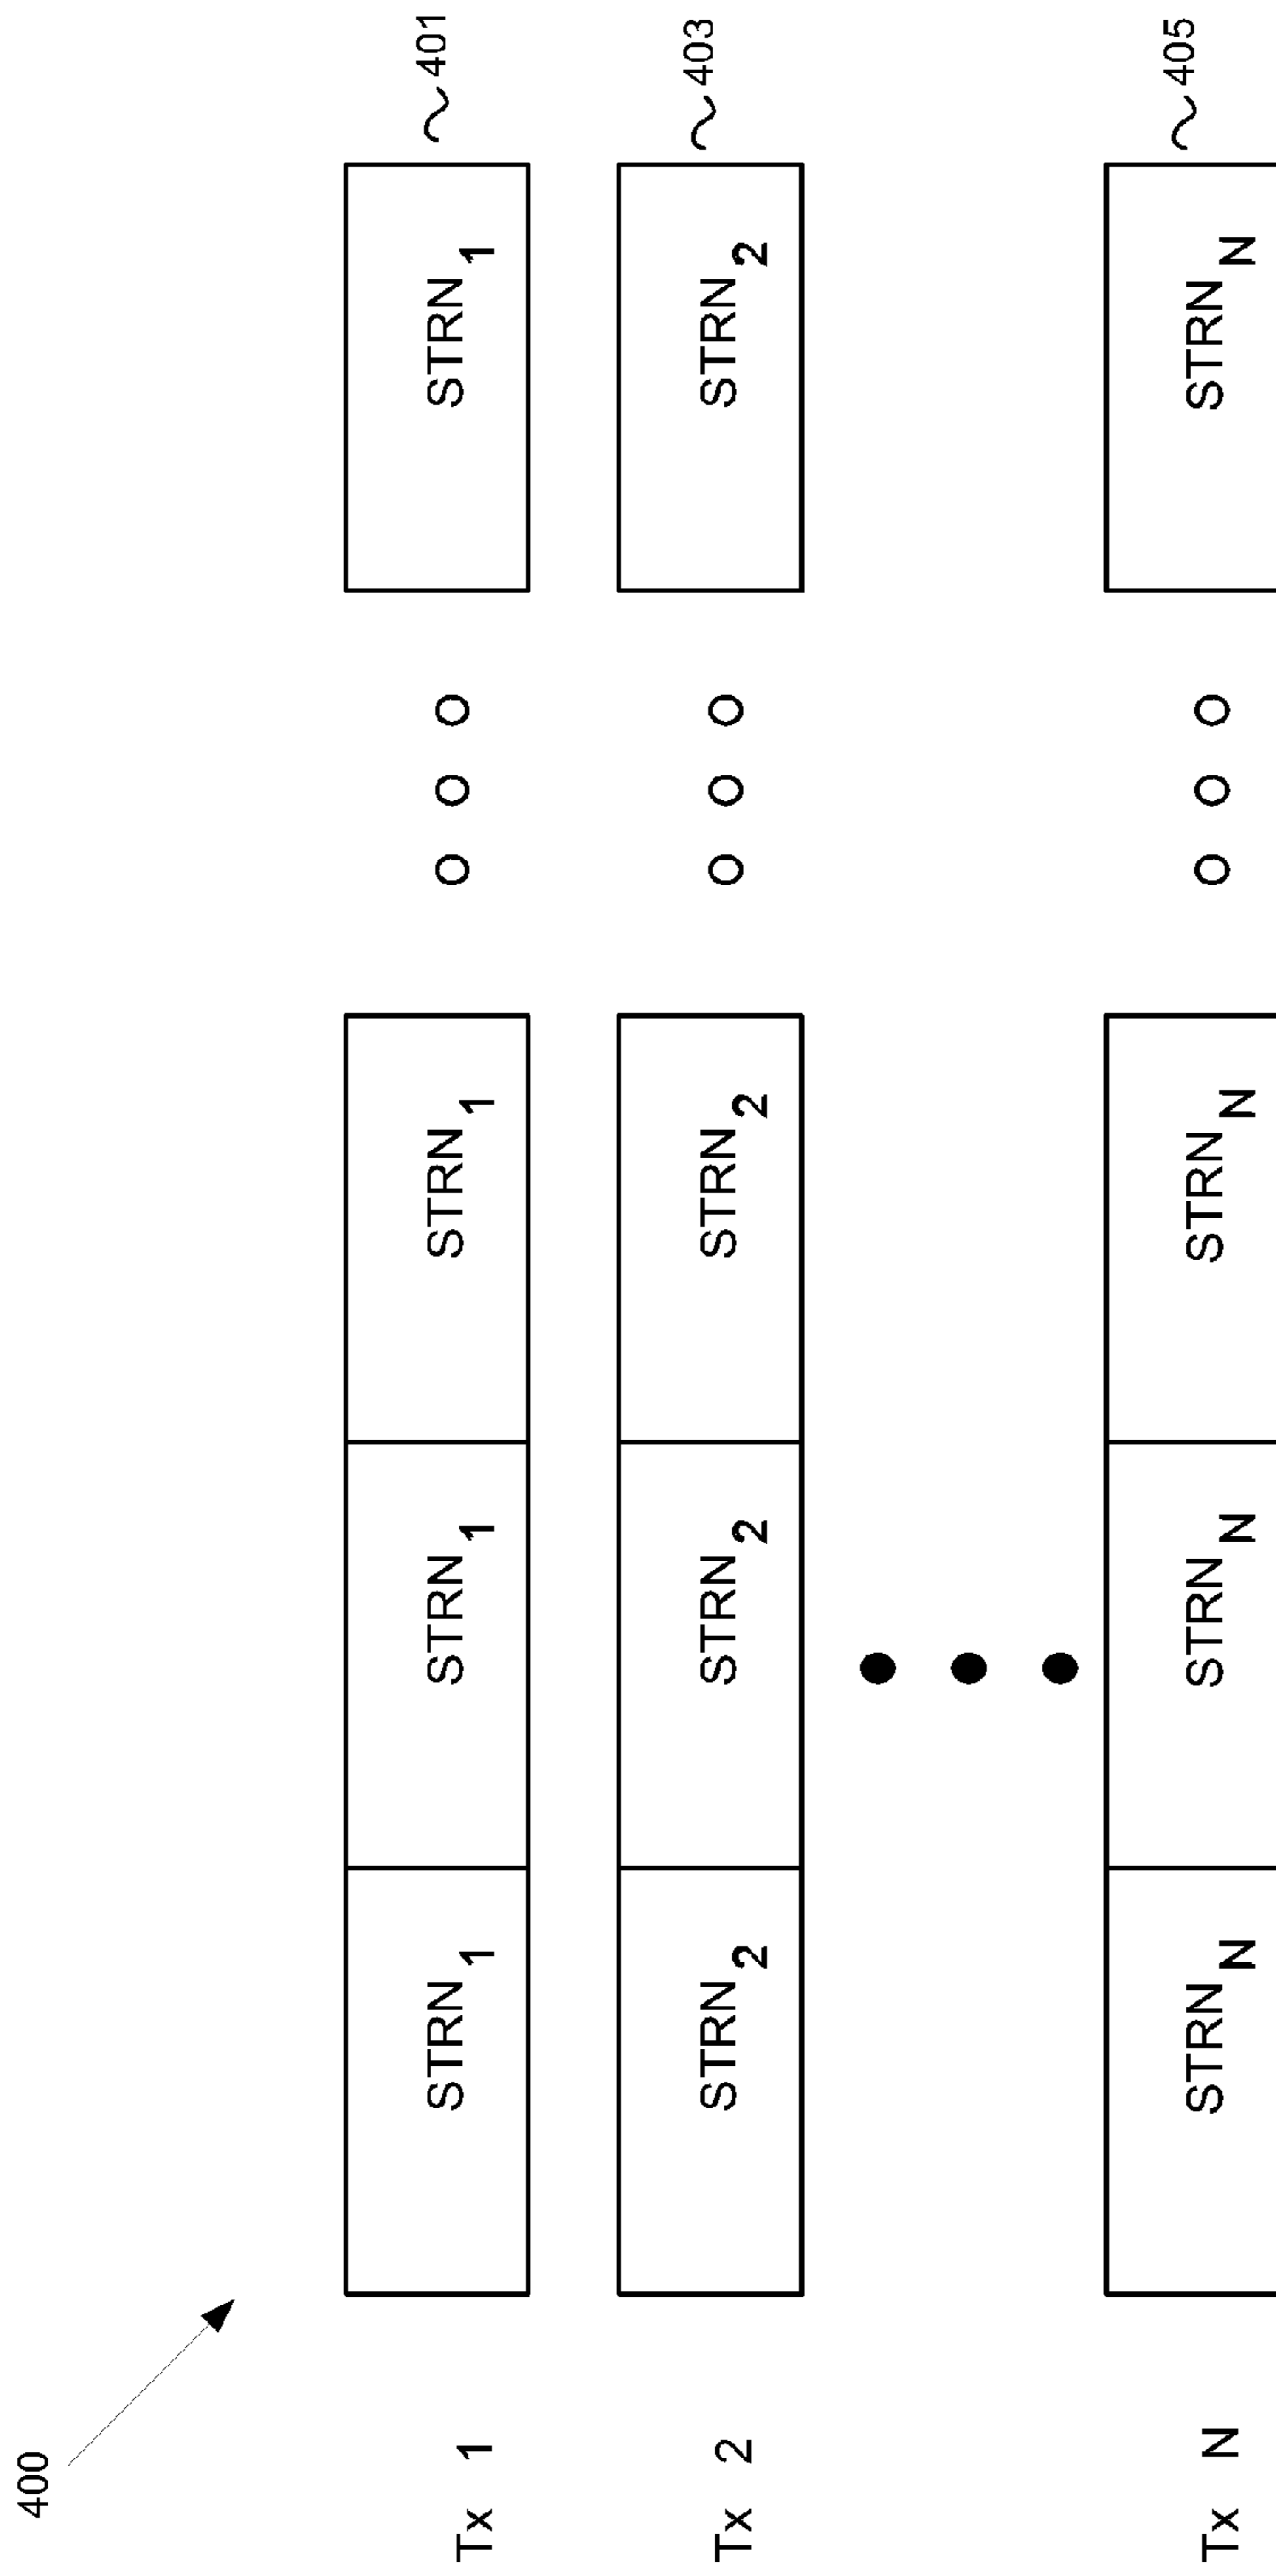 400
Tx 1 STRN1 STRN1 STRN1 STRN1 401
Tx 2 STRN2 STRN2 STRN2 STRN2 403
Tx N STRNN STRNN STRNN STRNN 405